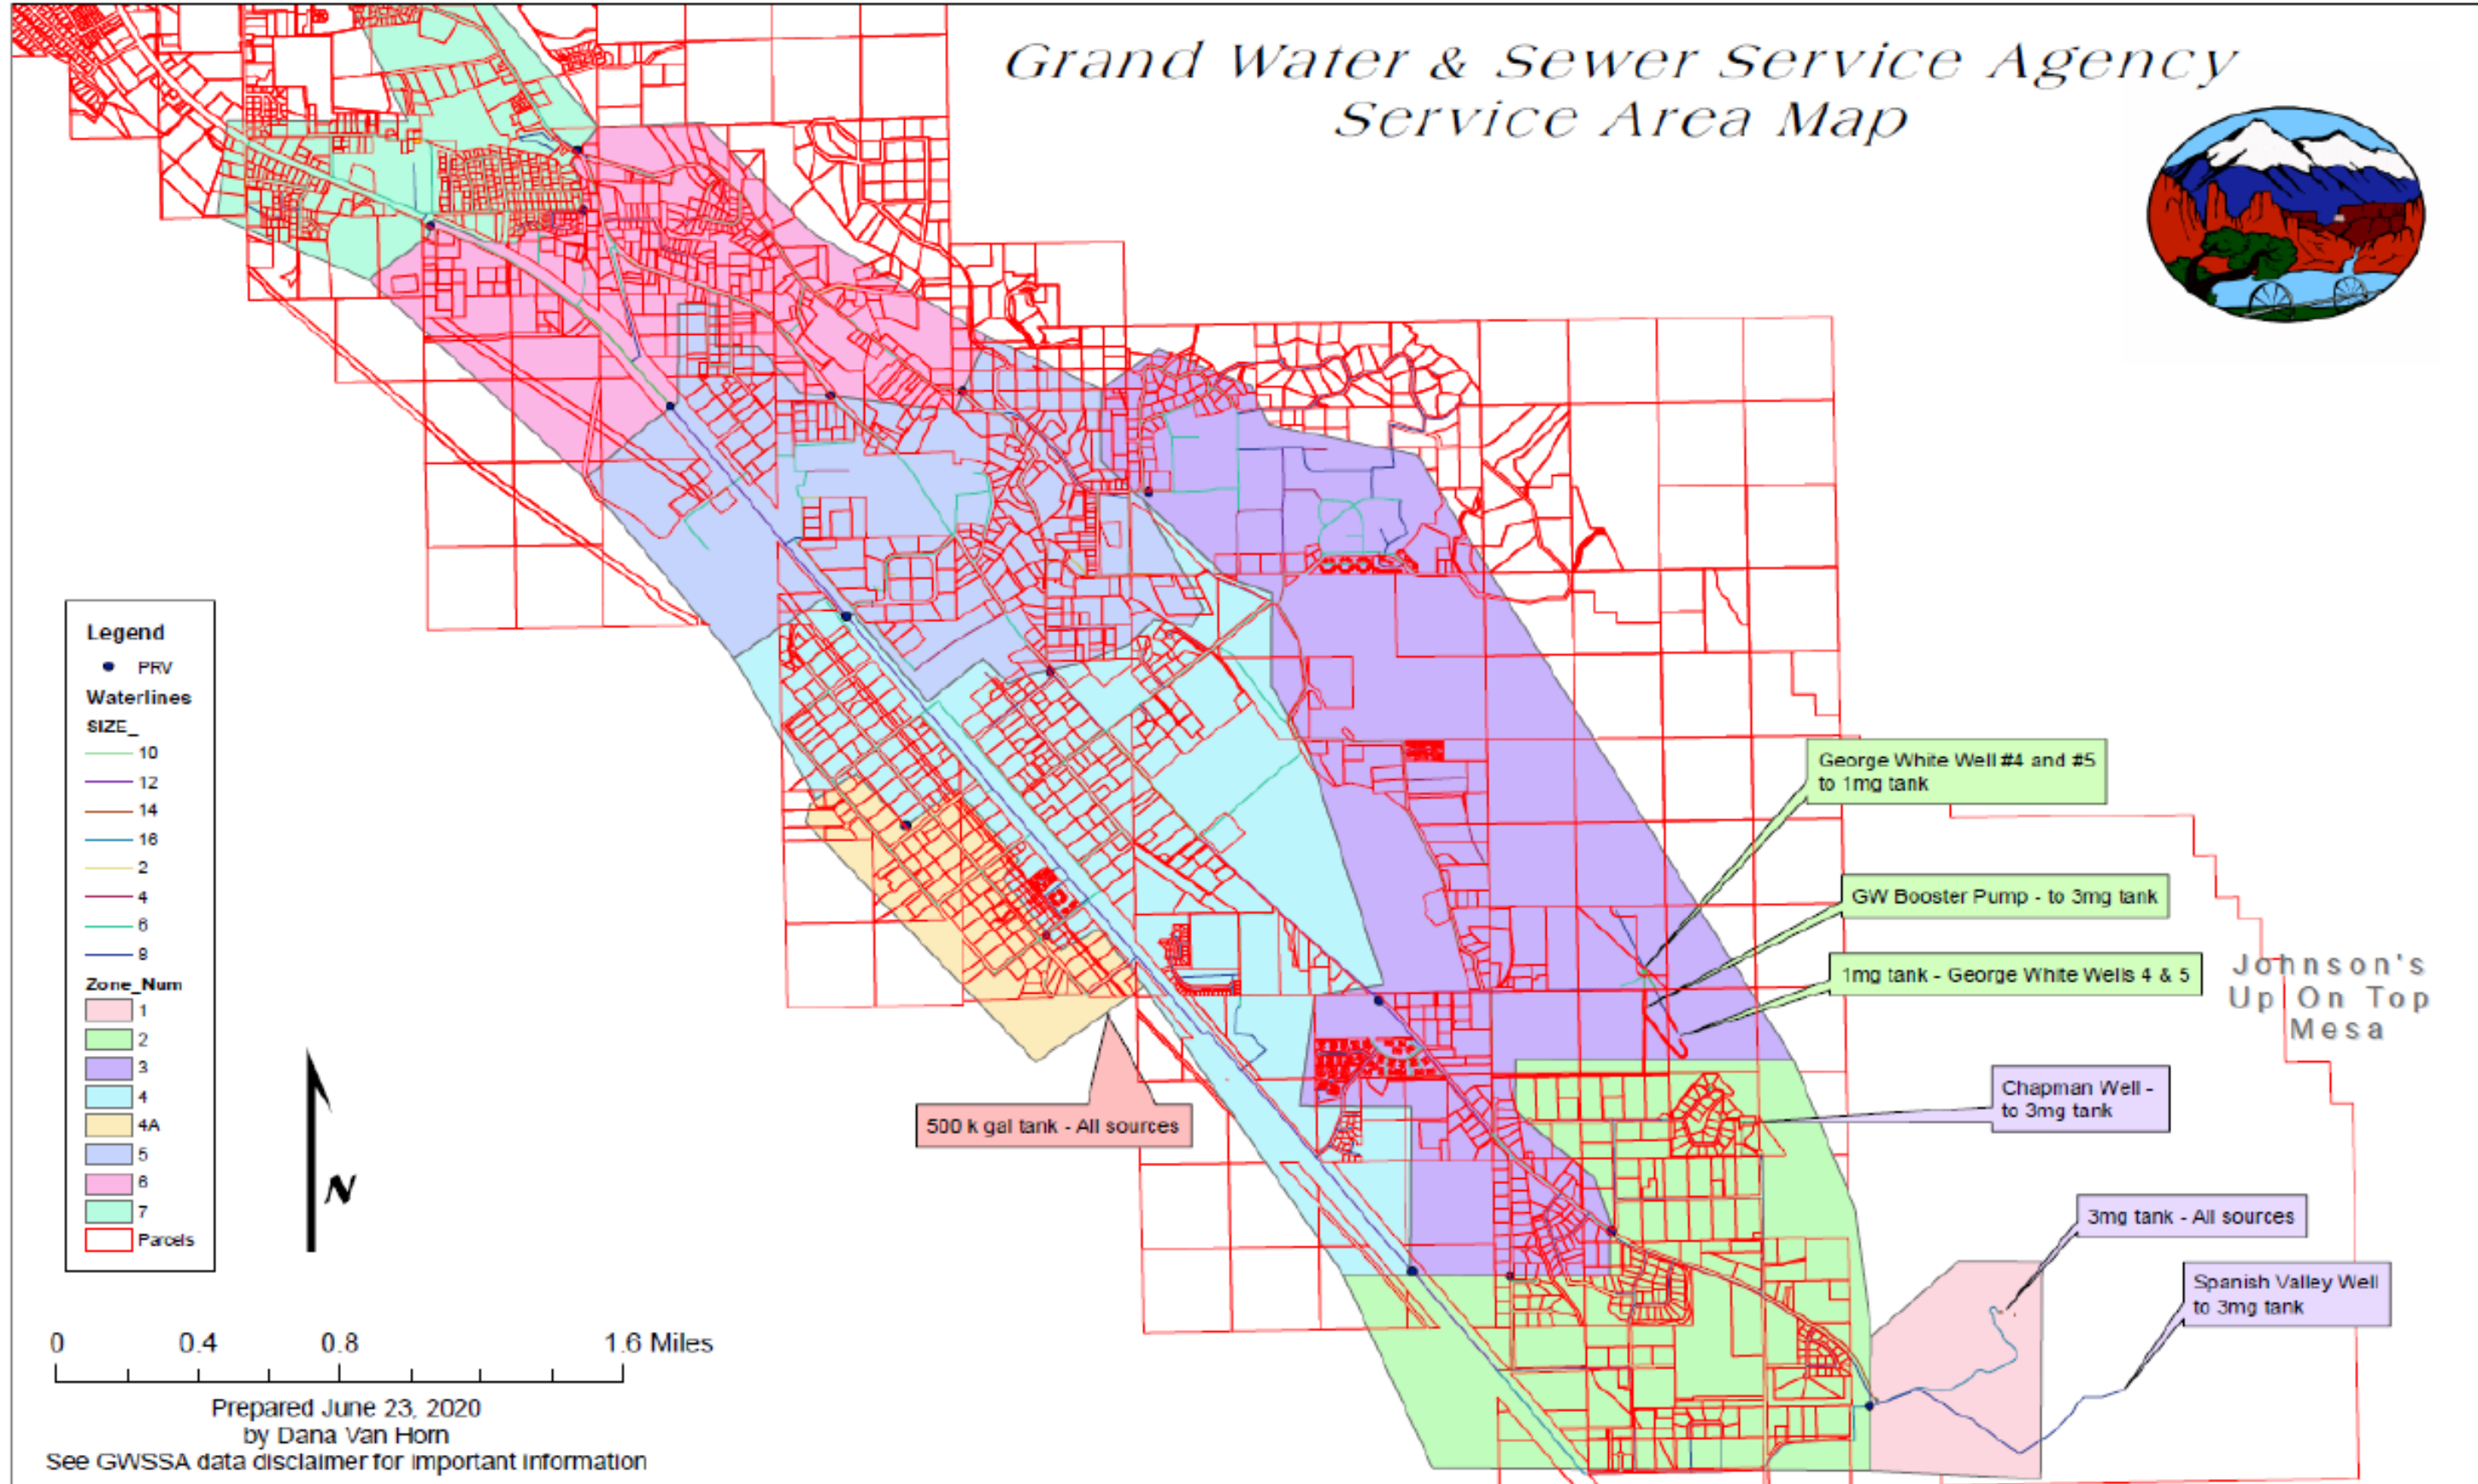 Grand Water & Sewer Service Agency
Service Area Map
Legend
PRV
Waterlines
SIZE_
10
12
14
16
2
4
6
8
Zone_Num
1
2
3
4
4A
5
6
7
Parcels
N
George White Well #4 and #5
to 1mg tank
GW Booster Pump - to 3mg tank
1mg tank - George White Wells 4 & 5
Johnson's
Up On Top
Mesa
Chapman Well -
to 3mg tank
500 k gal tank - All sources
3mg tank - All sources
Spanish Valley Well
to 3mg tank
0 0.4 0.8 1.6 Miles
Prepared June 23, 2020
by Dana Van Horn
See GWSSA data disclaimer for important information